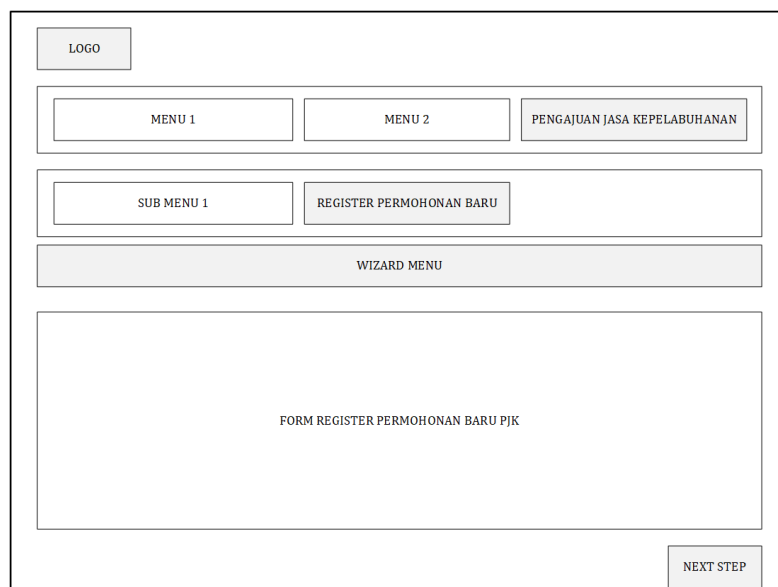 LOGO
MENU 1
MENU 2
PENGAJUAN JASA KEPELABUHANAN
SUB MENU 1
REGISTER PERMOHONAN BARU
WIZARD MENU
FORM REGISTER PERMOHONAN BARU PJK
NEXT STEP